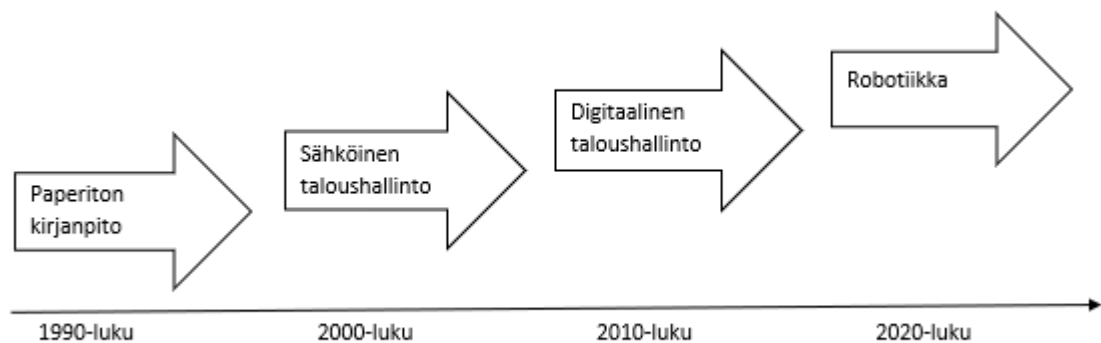 Paperiton
kirjanpito
Sähköinen
taloushallinto
Digitaalinen
taloushallinto
Robotiikka
1990-luku
2000-luku
2010-luku
2020-luku